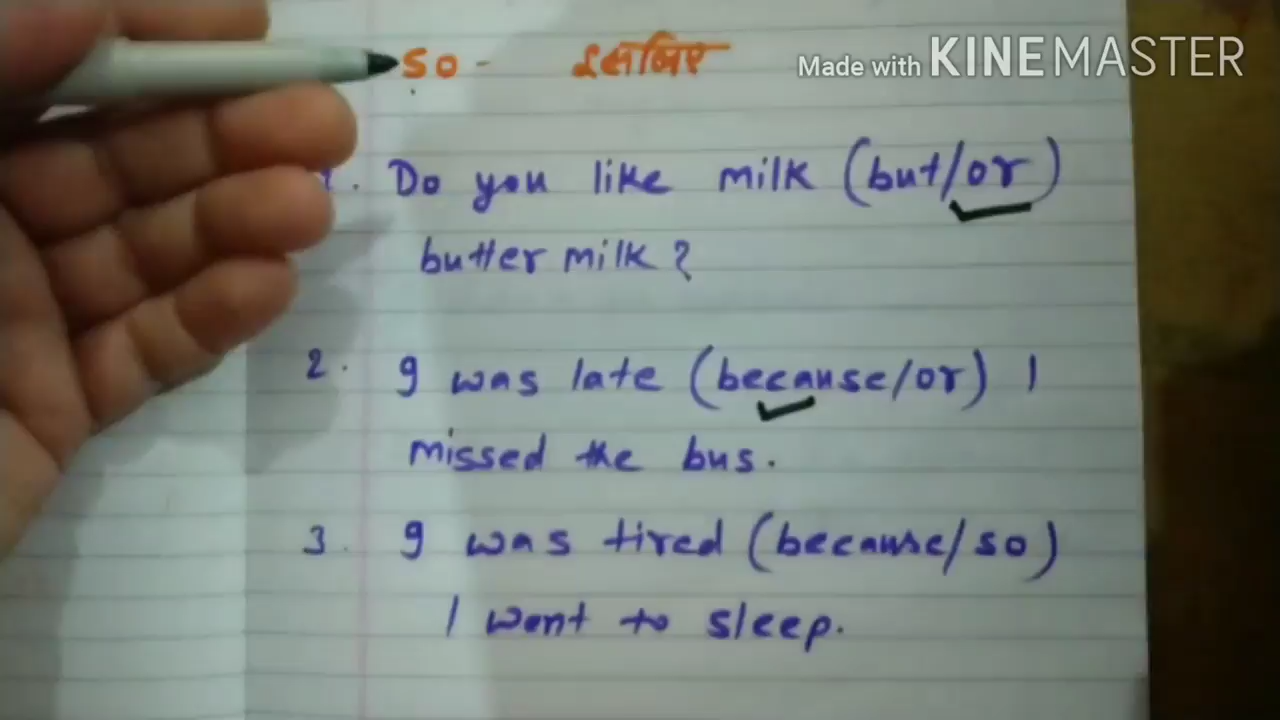 so - इसलिए
Made with KINEMASTER
1. Do you like milk (but/or)
butter milk?
2. I was late (because/or) I
missed the bus.
3. I was tired (because/so)
I went to sleep.